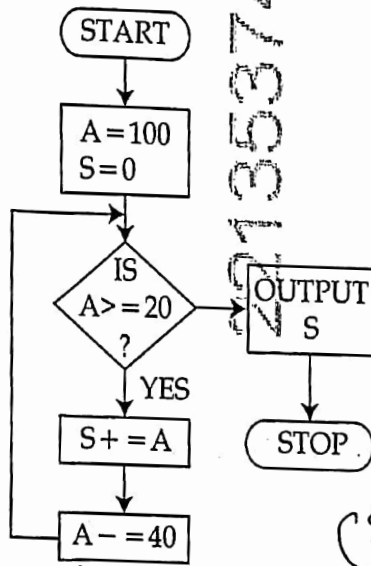 START
A=100
S=0
IS
A>=20
?
YES
S+=A
A-=40
OUTPUT
S
STOP